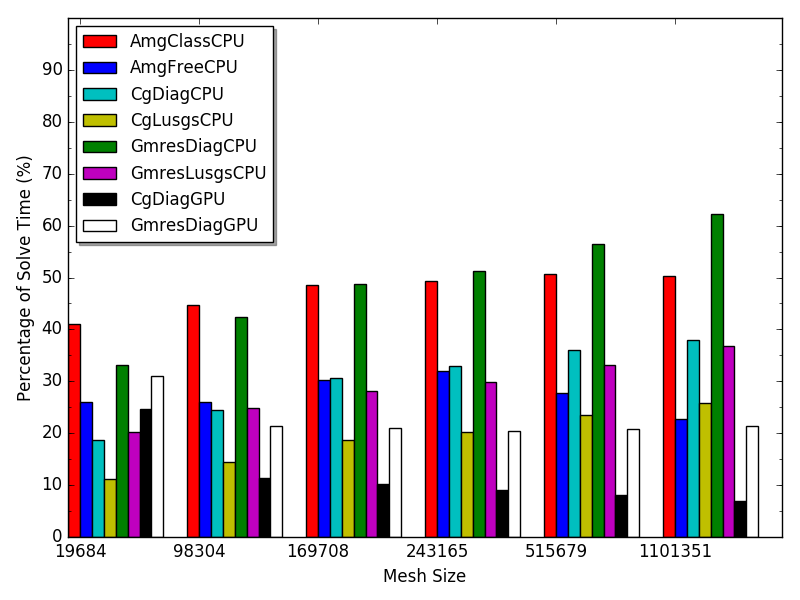 AmgClassCPU
AmgFreeCPU
CgDiagCPU
CgLusgsCPU
GmresDiagCPU
GmresLusgsCPU
CgDiagGPU
GmresDiagGPU
Percentage of Solve Time (%)
90
80
70
60
50
40
30
20
10
0
19684 98304 169708 243165 515679 1101351
Mesh Size